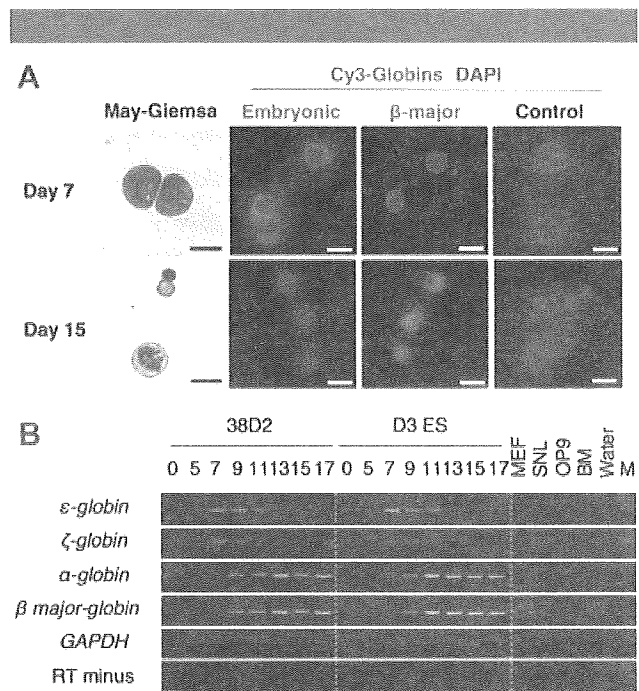 A
Cy3-Globins DAPI
May-Giemsa Embryonic β-major Control
Day 7
Day 15
B
38D2 D3 ES
0 5 7 9 11 13 15 17 0 5 7 9 11 13 15 17 MEF SNL OP9 BM Water M
ε-globin
ζ-globin
α-globin
β major-globin
GAPDH
RT minus